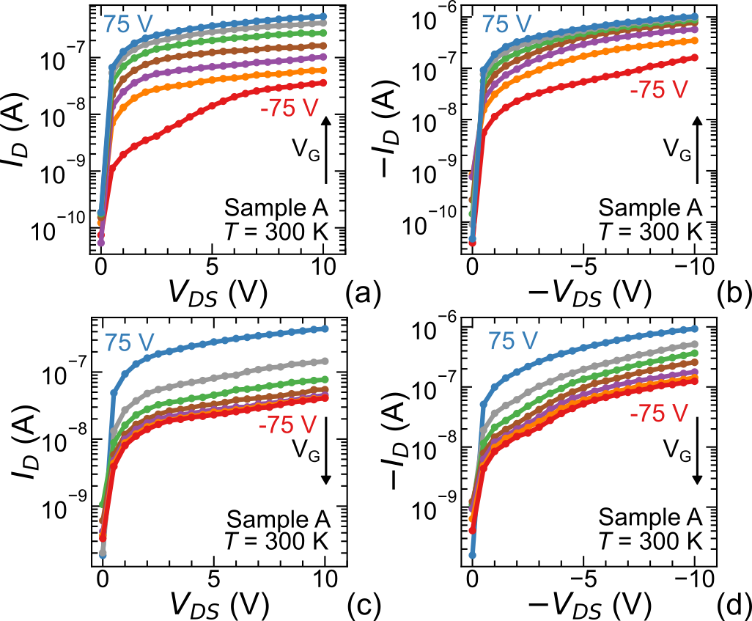 75 V
-75 V
V_G
Sample A
T = 300 K
I_D (A)
10⁻⁷
10⁻⁸
10⁻⁹
10⁻¹⁰
0
5
10
V_DS (V)
(a)
75 V
-75 V
V_G
Sample A
T = 300 K
−I_D (A)
10⁻⁶
10⁻⁷
10⁻⁸
10⁻⁹
10⁻¹⁰
0
−5
−10
−V_DS (V)
(b)
75 V
-75 V
V_G
Sample A
T = 300 K
I_D (A)
10⁻⁷
10⁻⁸
10⁻⁹
0
5
10
V_DS (V)
(c)
75 V
-75 V
V_G
Sample A
T = 300 K
−I_D (A)
10⁻⁶
10⁻⁷
10⁻⁸
10⁻⁹
0
−5
−10
−V_DS (V)
(d)